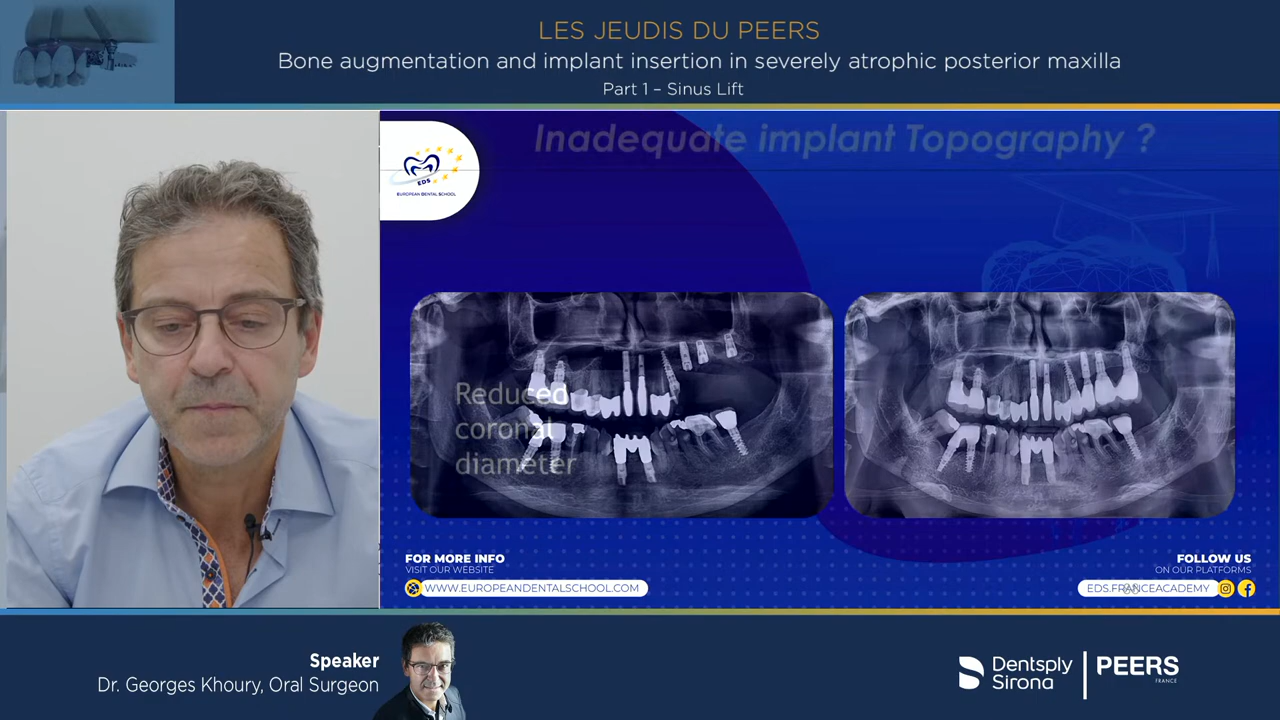 LES JEUDIS DU PEERS
Bone augmentation and implant insertion in severely atrophic posterior maxilla
Part 1 – Sinus Lift
EDS
EUROPEAN DENTAL SCHOOL
Inadequate implant Topography ?
Reduced
coronal
diameter
FOR MORE INFO
VISIT OUR WEBSITE
WWW.EUROPEANDENTALSCHOOL.COM
FOLLOW US
ON OUR PLATFORMS
EDS.FRANCEACADEMY
Speaker
Dr. Georges Khoury, Oral Surgeon
Dentsply
Sirona
PEERS
FRANCE